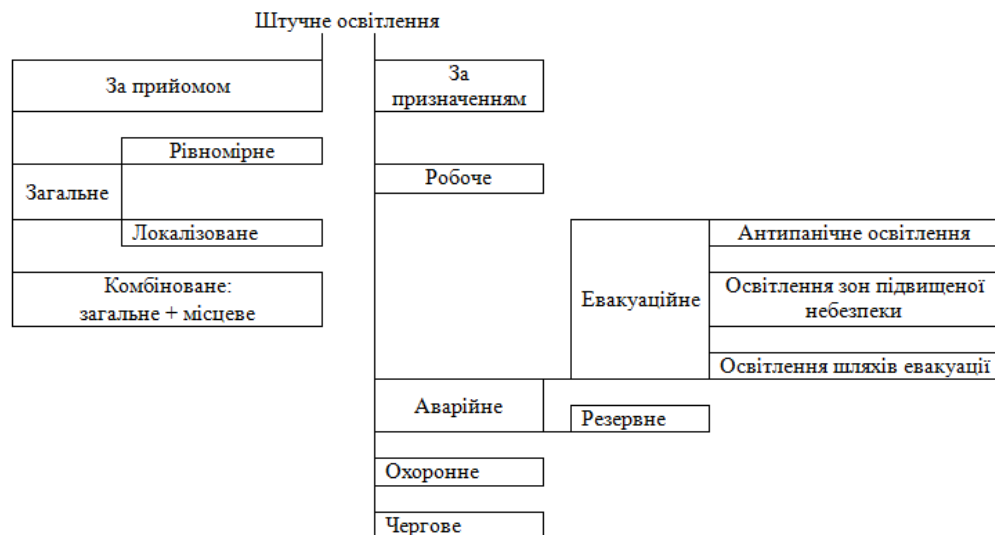 Штучне освітлення
За прийомом
Рівномірне
Загальне
Локалізоване
Комбіноване:
загальне + місцеве
За
призначенням
Робоче
Аварійне
Евакуаційне
Антипанічне освітлення
Освітлення зон підвищеної
небезпеки
Освітлення шляхів евакуації
Резервне
Охоронне
Чергове